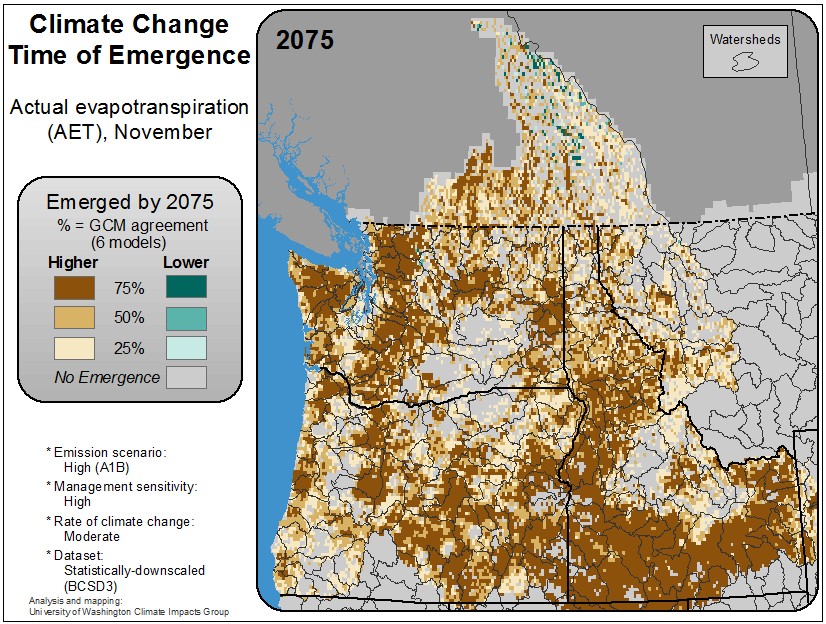 Climate Change
Time of Emergence
Actual evapotranspiration
(AET), November
Emerged by 2075
% = GCM agreement
(6 models)
Higher Lower
75%
50%
25%
No Emergence
* Emission scenario:
High (A1B)
* Management sensitivity:
High
* Rate of climate change:
Moderate
* Dataset:
Statistically-downscaled
(BCSD3)
Analysis and mapping:
University of Washington Climate Impacts Group
2075
Watersheds